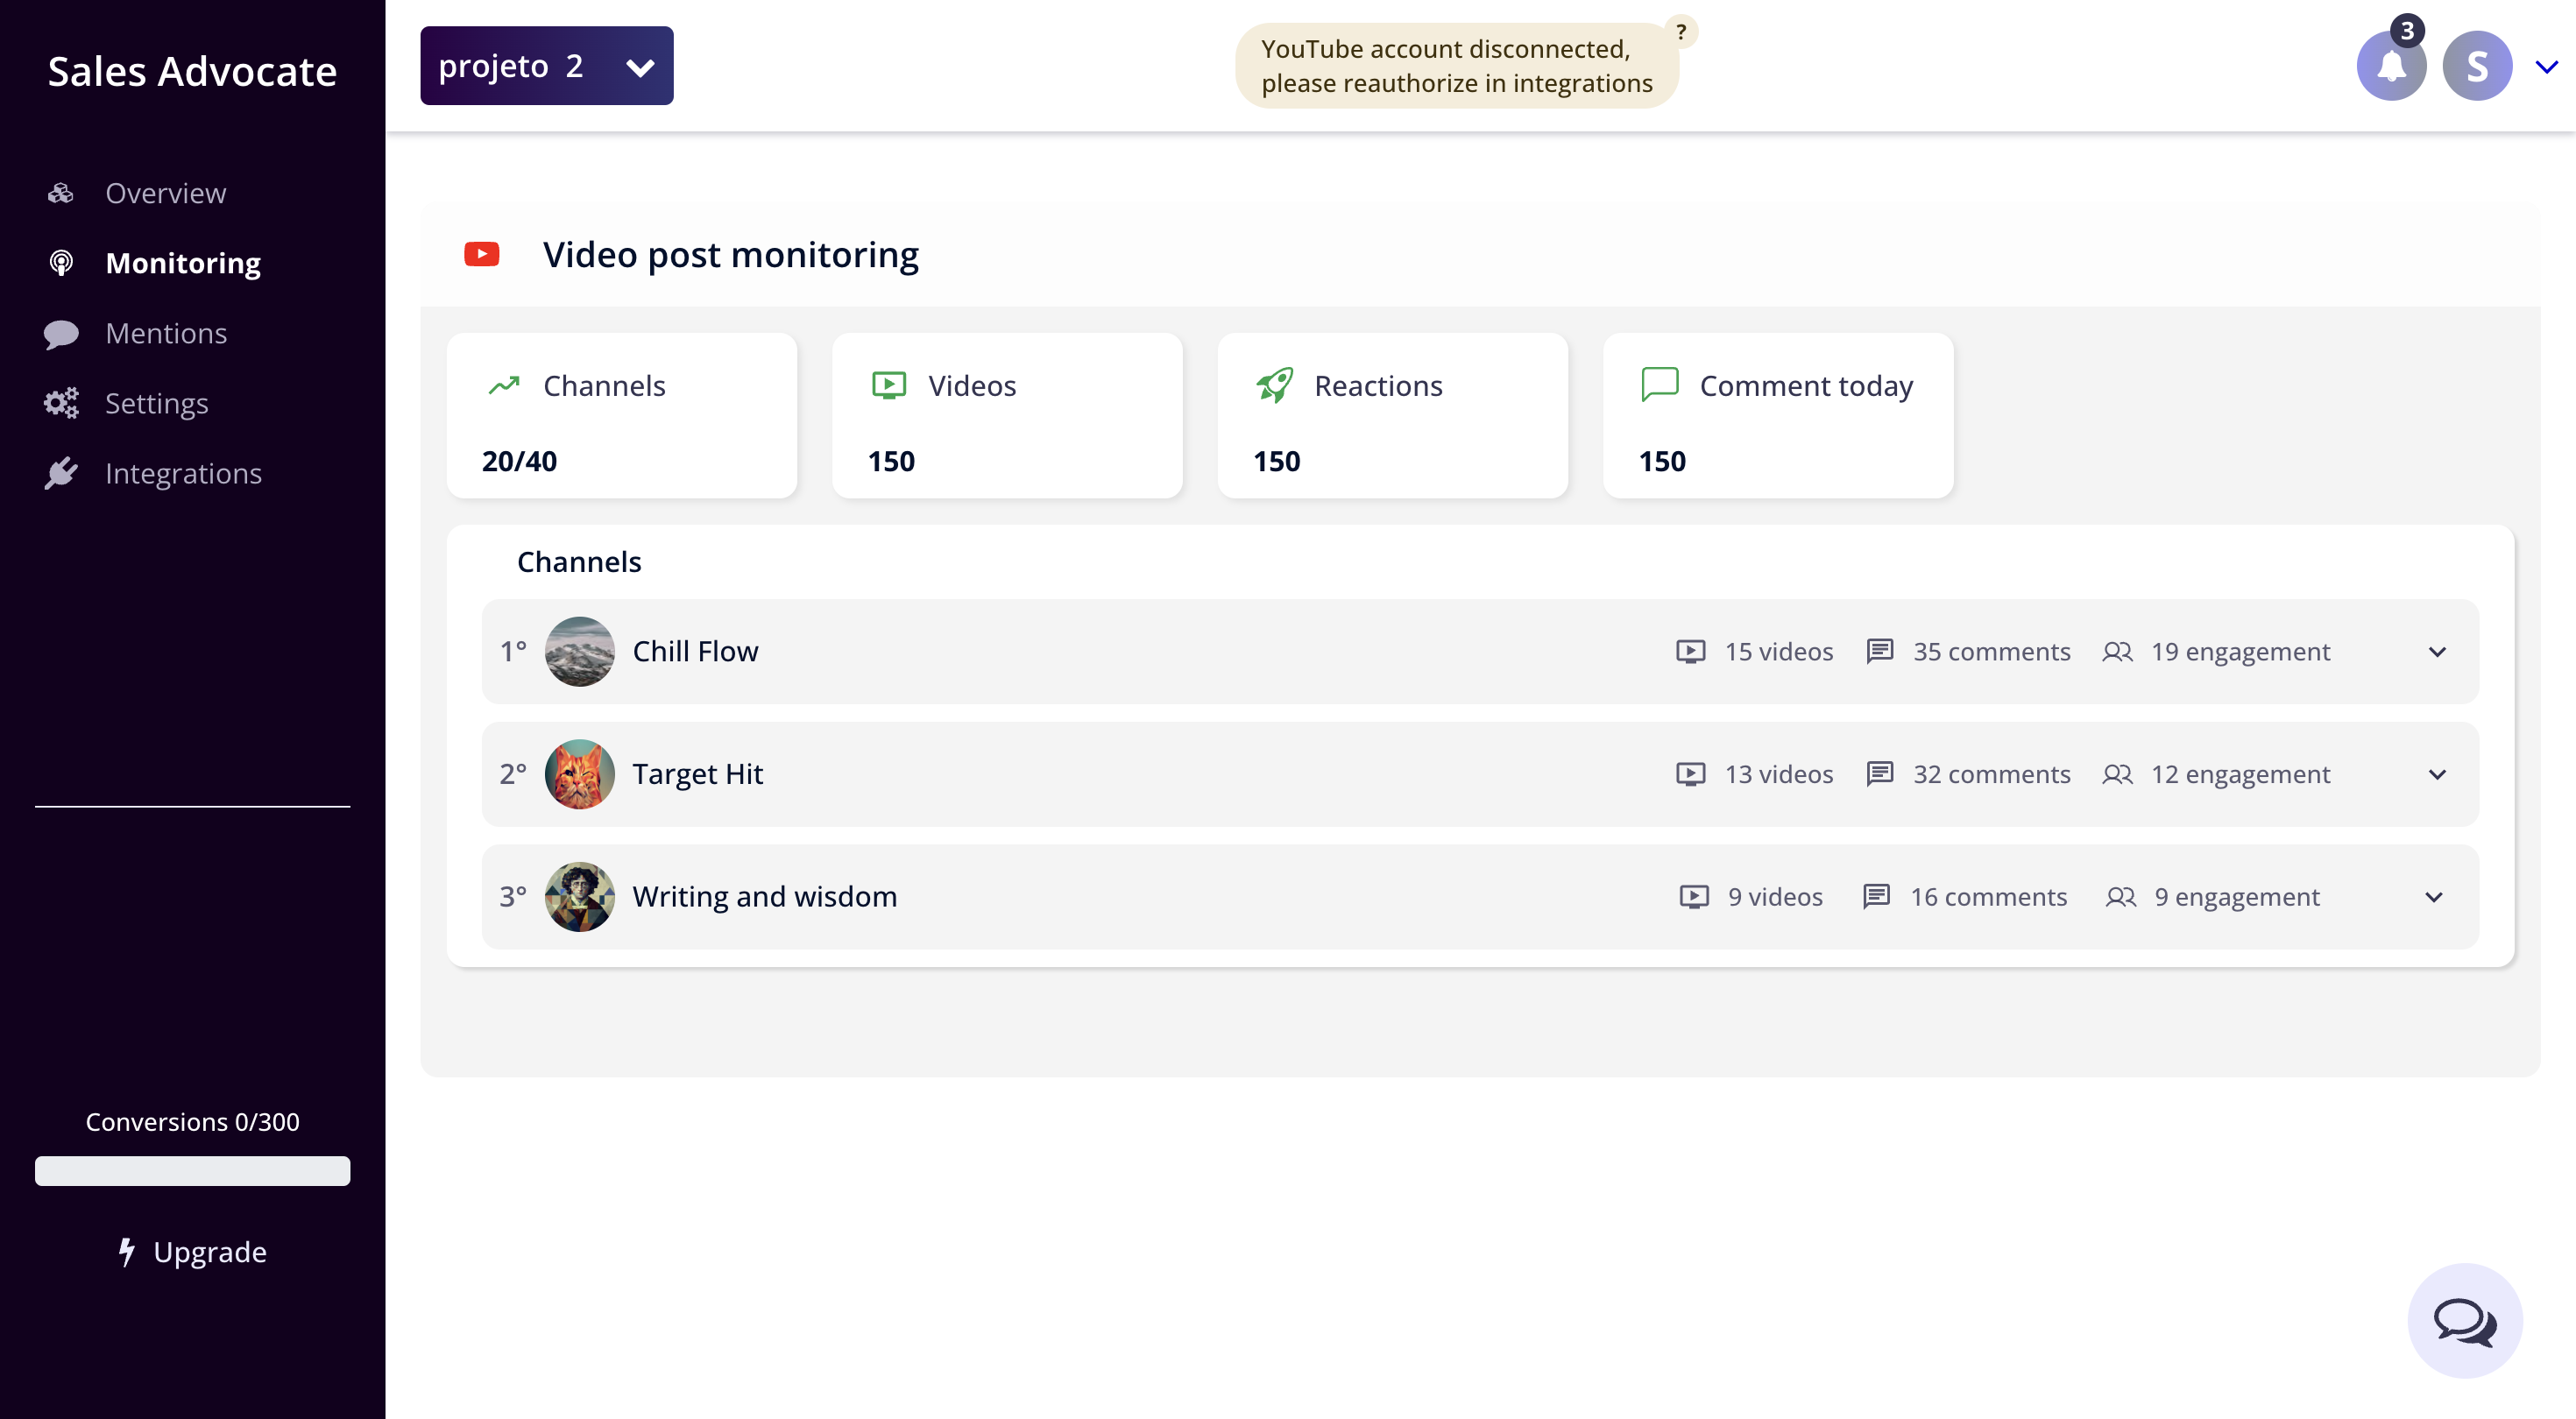 Sales Advocate
projeto 2
YouTube account disconnected,
please reauthorize in integrations
?
3
S
Overview
Monitoring
Mentions
Settings
Integrations
Conversions 0/300
Upgrade
Video post monitoring
Channels
20/40
Videos
150
Reactions
150
Comment today
150
Channels
1° Chill Flow 15 videos 35 comments 19 engagement
2° Target Hit 13 videos 32 comments 12 engagement
3° Writing and wisdom 9 videos 16 comments 9 engagement